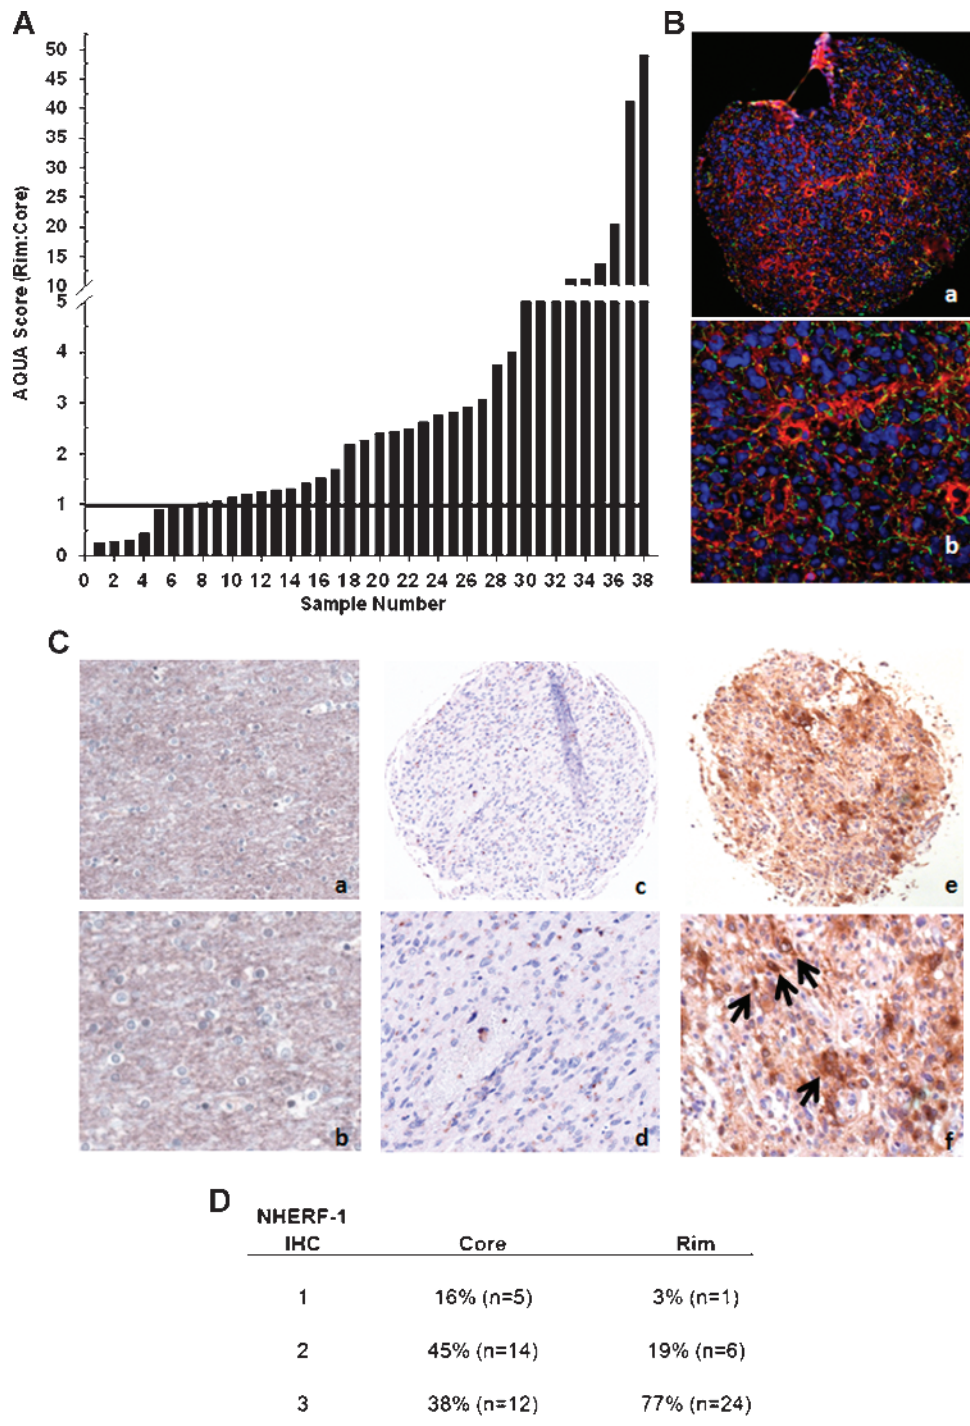 A
AQUA Score (Rim:Core)
50
45
40
35
30
25
20
15
10
5
4
3
2
1
0
0 2 4 6 8 10 12 14 16 18 20 22 24 26 28 30 32 34 36 38
Sample Number
B
a
b
C
a
c
e
b
d
f
D
NHERF-1
IHC Core Rim
1 16% (n=5) 3% (n=1)
2 45% (n=14) 19% (n=6)
3 38% (n=12) 77% (n=24)